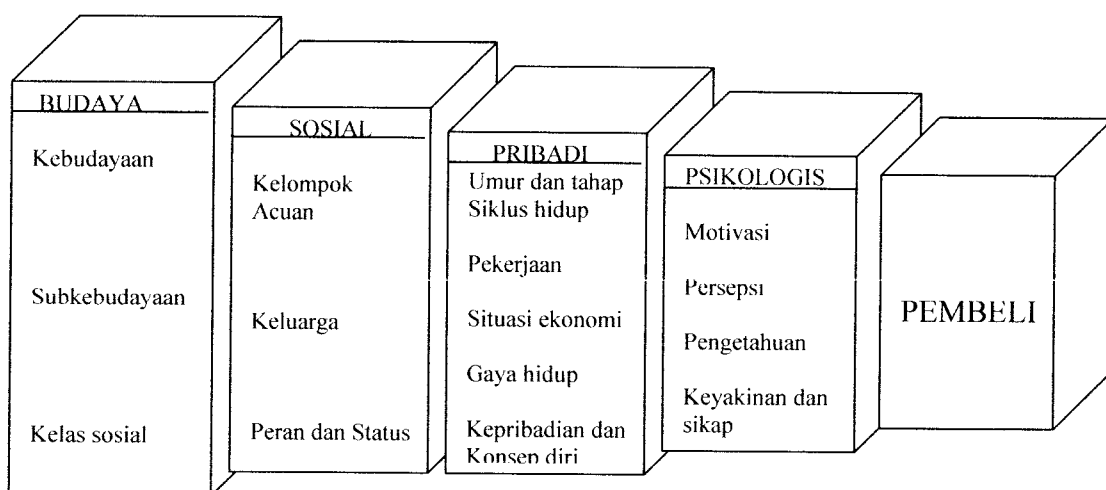 BUDAYA
Kebudayaan
Subkebudayaan
Kelas sosial
SOSIAL
Kelompok
Acuan
Keluarga
Peran dan Status
PRIBADI
Umur dan tahap
Siklus hidup
Pekerjaan
Situasi ekonomi
Gaya hidup
Kepribadian dan
Konsep diri
PSIKOLOGIS
Motivasi
Persepsi
Pengetahuan
Keyakinan dan
sikap
PEMBELI